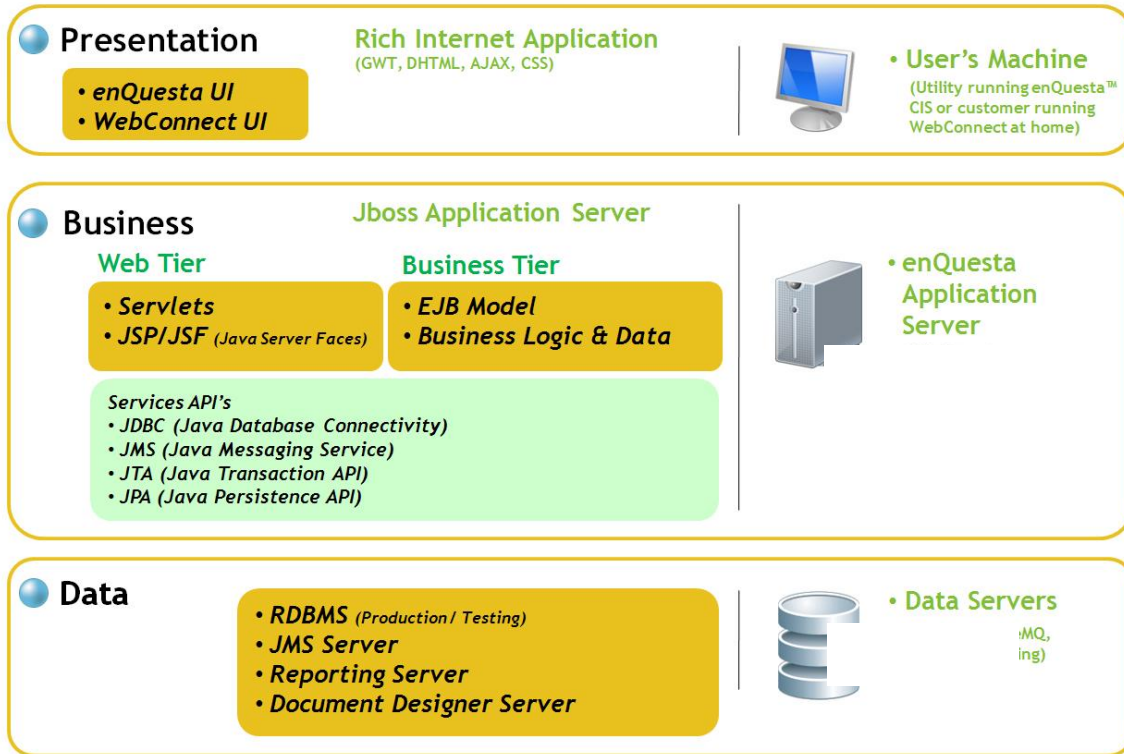 Presentation
• enQuesta UI
• WebConnect UI
Rich Internet Application
(GWT, DHTML, AJAX, CSS)
• User's Machine
(Utility running enQuesta™
CIS or customer running
WebConnect at home)
Business
Jboss Application Server
Web Tier
• Servlets
• JSP/JSF (Java Server Faces)
Business Tier
• EJB Model
• Business Logic & Data
Services API's
• JDBC (Java Database Connectivity)
• JMS (Java Messaging Service)
• JTA (Java Transaction API)
• JPA (Java Persistence API)
• enQuesta
Application
Server
Data
• RDBMS (Production/ Testing)
• JMS Server
• Reporting Server
• Document Designer Server
• Data Servers